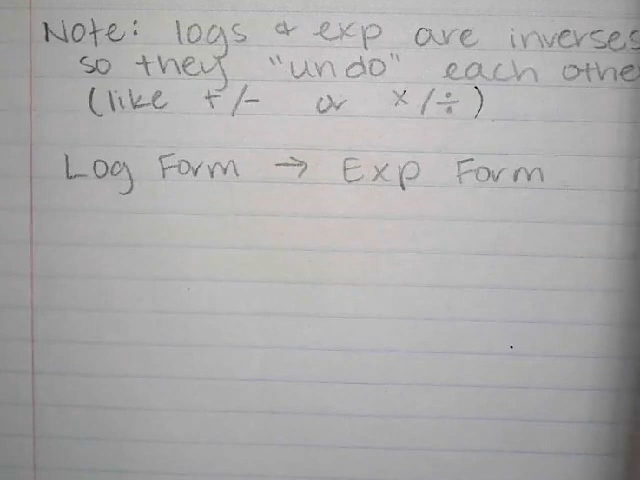 Note: logs & exp are inverses
so they "undo" each othe
(like +/- or ×/÷)
Log Form → Exp Form